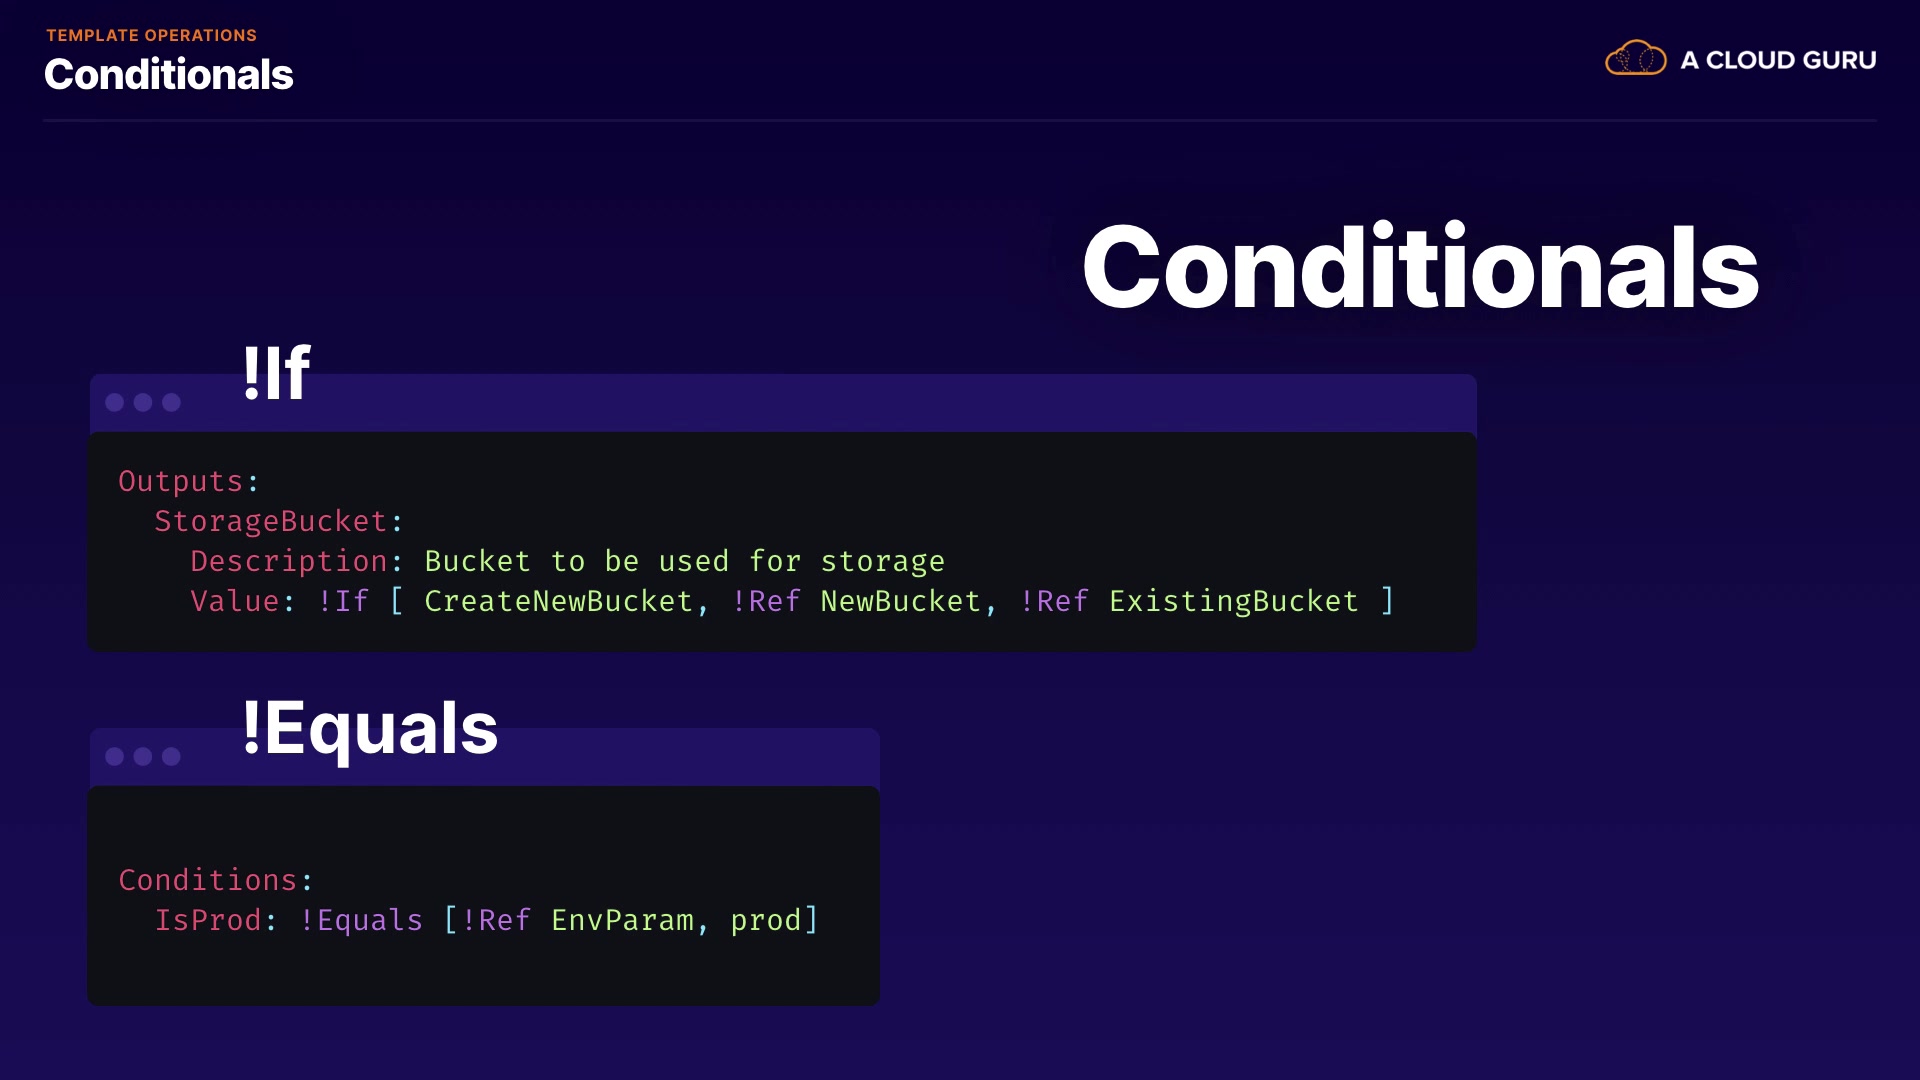 TEMPLATE OPERATIONS
Conditionals
A CLOUD GURU
Conditionals
!If
Outputs:
  StorageBucket:
    Description: Bucket to be used for storage
    Value: !If [ CreateNewBucket, !Ref NewBucket, !Ref ExistingBucket ]
!Equals
Conditions:
  IsProd: !Equals [!Ref EnvParam, prod]